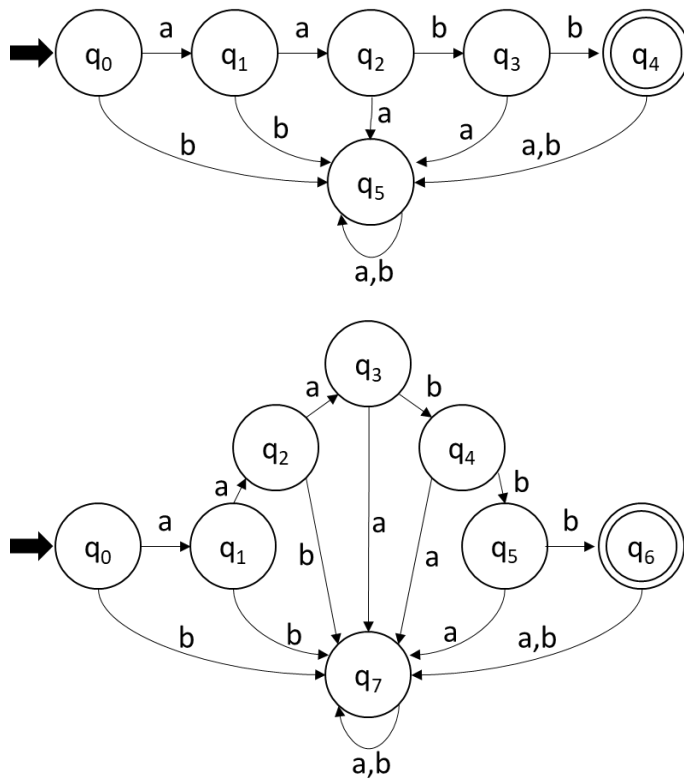 a a b b
q0 q1 q2 q3 q4
b b a a a,b
q5
a,b
q3
a b
q2 q4
a b
a b
q0 q1 b a a q5 q6
b b a a,b
q7
a,b